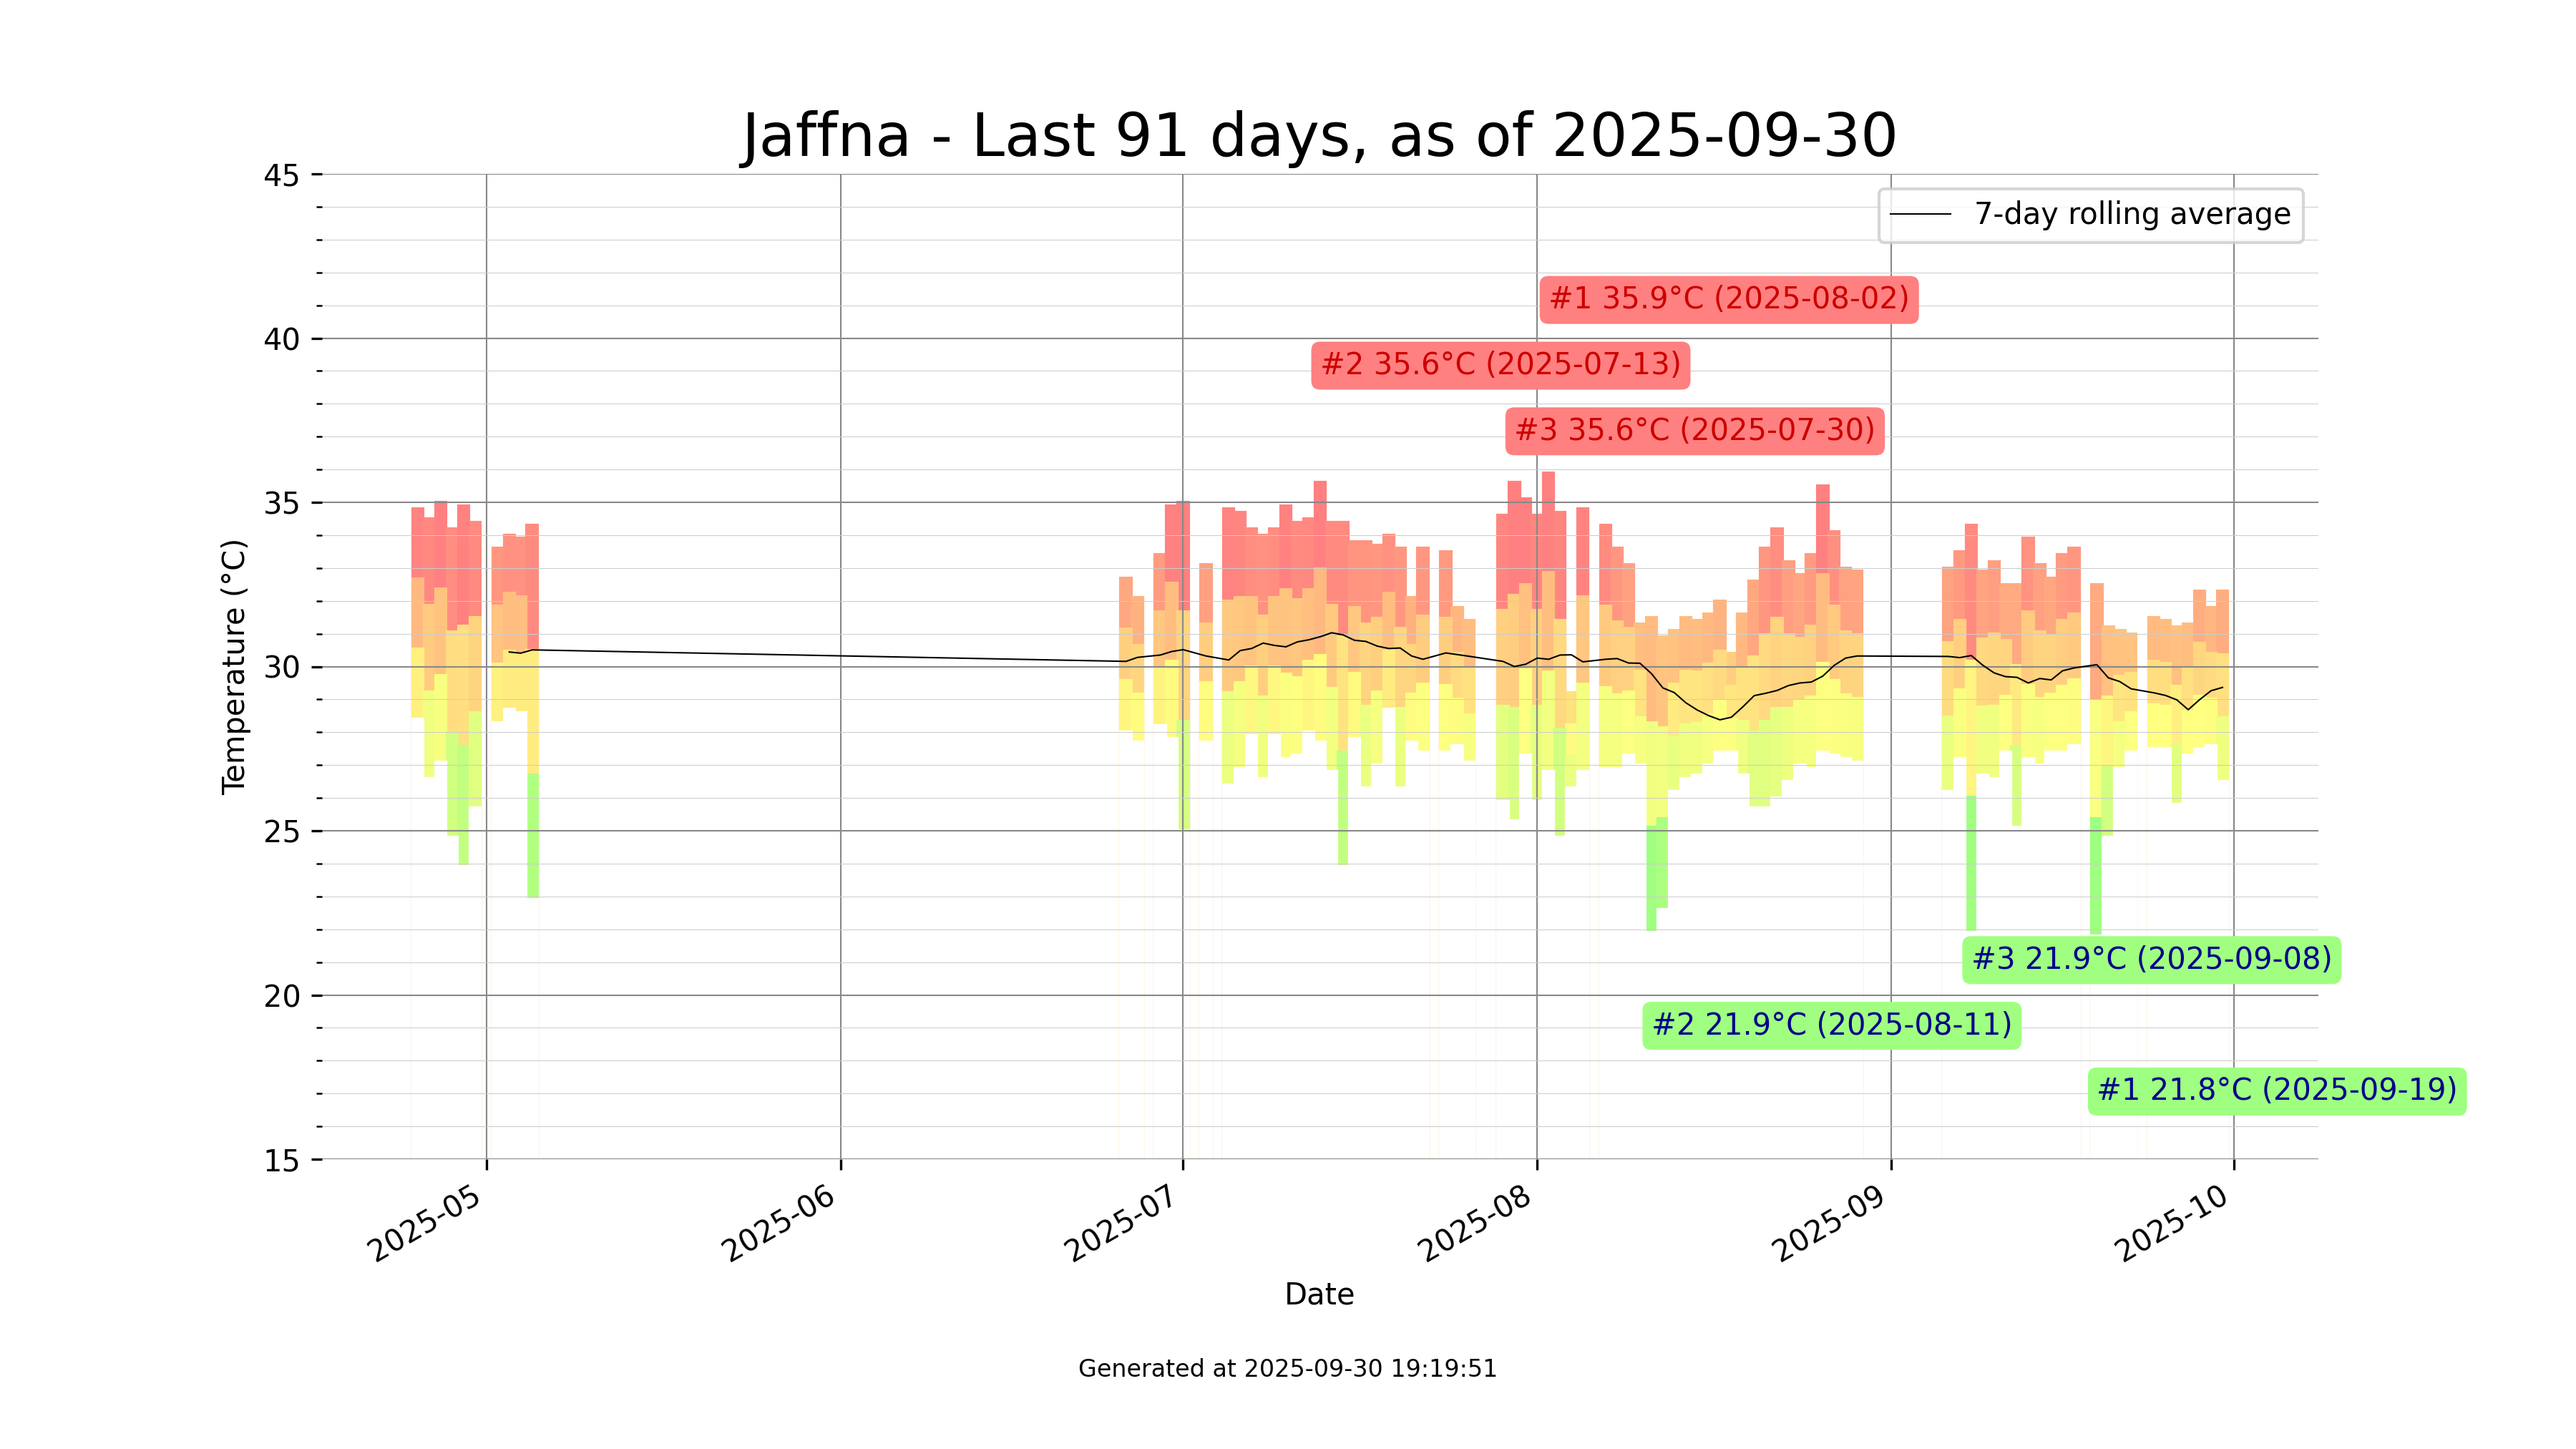 Jaffna - Last 91 days, as of 2025-09-30
45
7-day rolling average
#1 35.9°C (2025-08-02)
40
#2 35.6°C (2025-07-13)
#3 35.6°C (2025-07-30)
35
30
Temperature (°C)
25
#3 21.9°C (2025-09-08)
20
#2 21.9°C (2025-08-11)
#1 21.8°C (2025-09-19)
15
2025-05
2025-06
2025-07
2025-08
2025-09
2025-10
Date
Generated at 2025-09-30 19:19:51